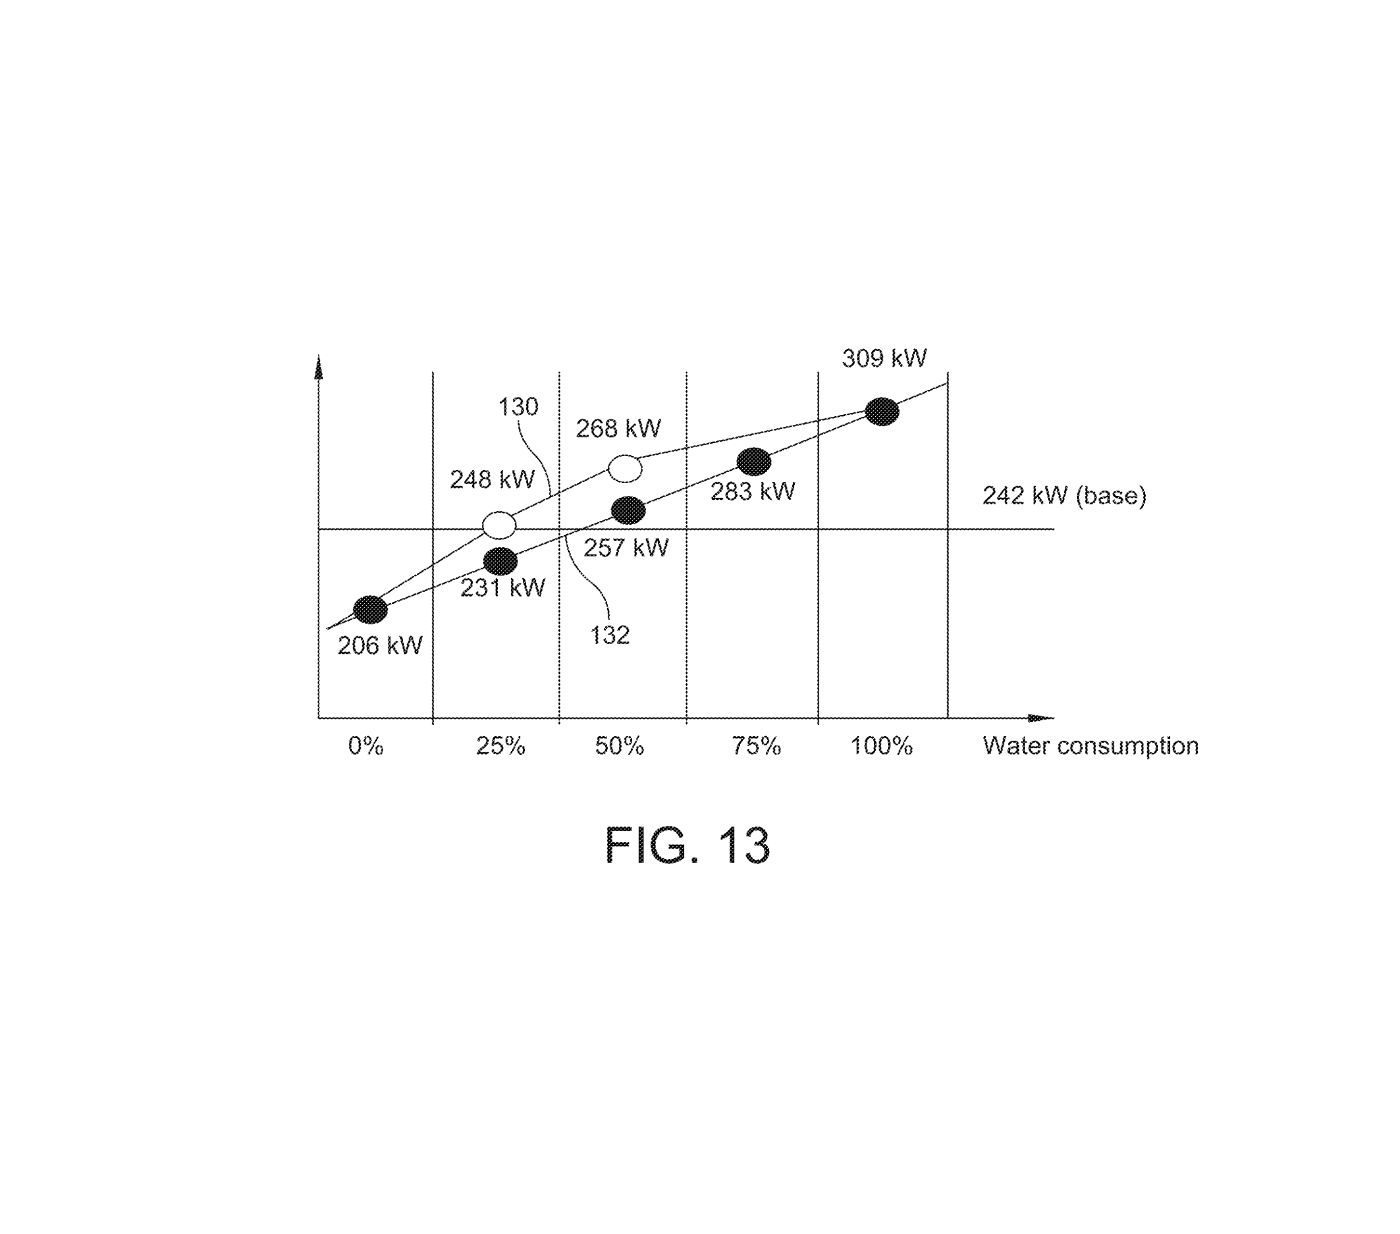 309 kW
130
268 kW
248 kW
283 kW
242 kW (base)
257 kW
231 kW
132
206 kW
0% 25% 50% 75% 100% Water consumption
FIG. 13